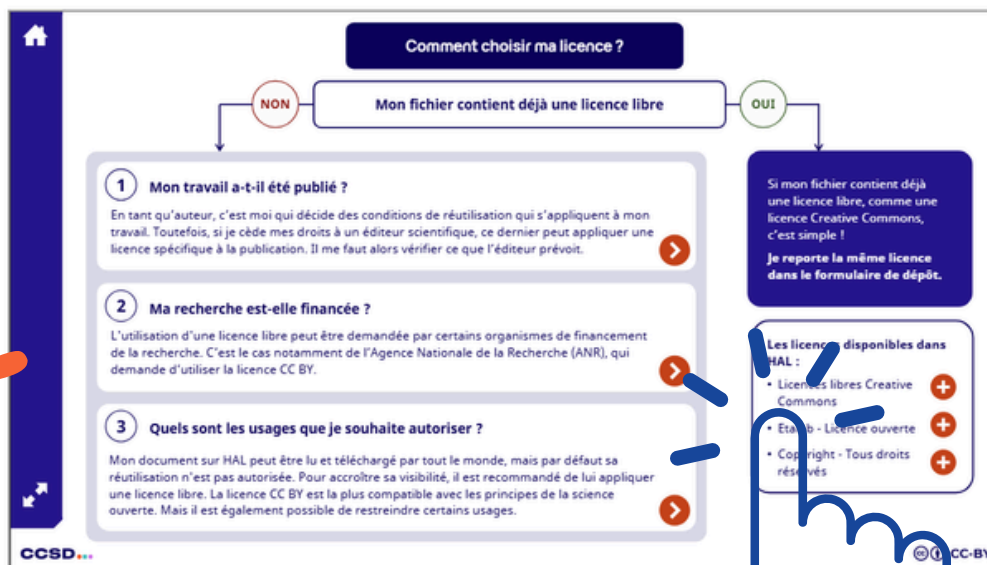 Comment choisir ma licence ?
NON
Mon fichier contient déjà une licence libre
OUI
1 Mon travail a-t-il été publié ?
En tant qu'auteur, c'est moi qui décide des conditions de réutilisation qui s'appliquent à mon
travail. Toutefois, si je cède mes droits à un éditeur scientifique, ce dernier peut appliquer une
licence spécifique à la publication. Il me faut alors vérifier ce que l'éditeur prévoit.
2 Ma recherche est-elle financée ?
L'utilisation d'une licence libre peut être demandée par certains organismes de financement
de la recherche. C'est le cas notamment de l'Agence Nationale de la Recherche (ANR), qui
demande d'utiliser la licence CC BY.
3 Quels sont les usages que je souhaite autoriser ?
Mon document sur HAL peut être lu et téléchargé par tout le monde, mais par défaut sa
réutilisation n'est pas autorisée. Pour accroître sa visibilité, il est recommandé de lui appliquer
une licence libre. La licence CC BY est la plus compatible avec les principes de la science
ouverte. Mais il est également possible de restreindre certains usages.
Si mon fichier contient déjà
une licence libre, comme une
licence Creative Commons,
c'est simple !
Je reporte la même licence
dans le formulaire de dépôt.
Les licences disponibles dans
HAL :
• Licences libres Creative
Commons
• Etalab - Licence ouverte
• Copyright - Tous droits
réservés
CCSD
CC-BY